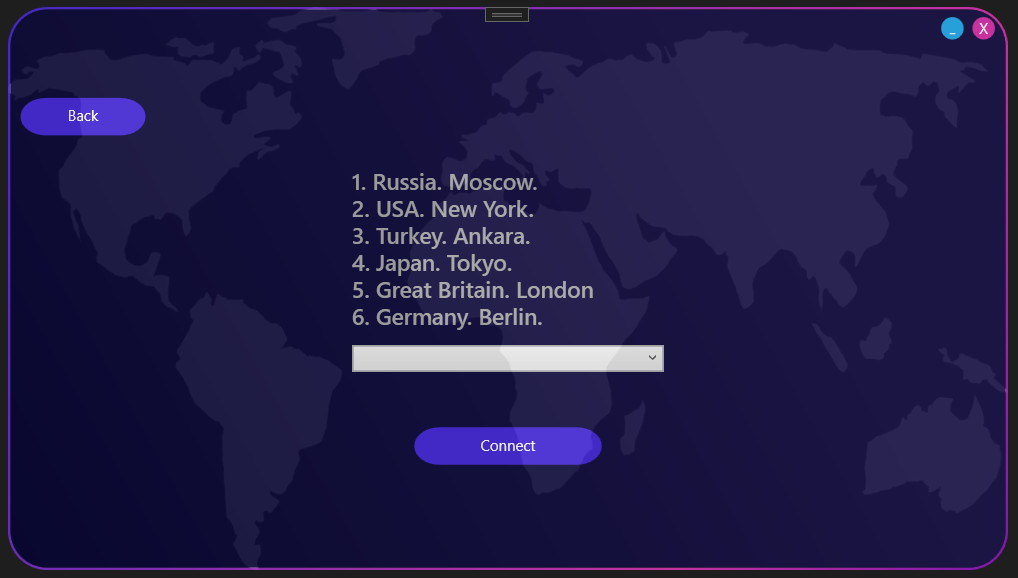 _ X
Back
1. Russia. Moscow.
2. USA. New York.
3. Turkey. Ankara.
4. Japan. Tokyo.
5. Great Britain. London
6. Germany. Berlin.
Connect